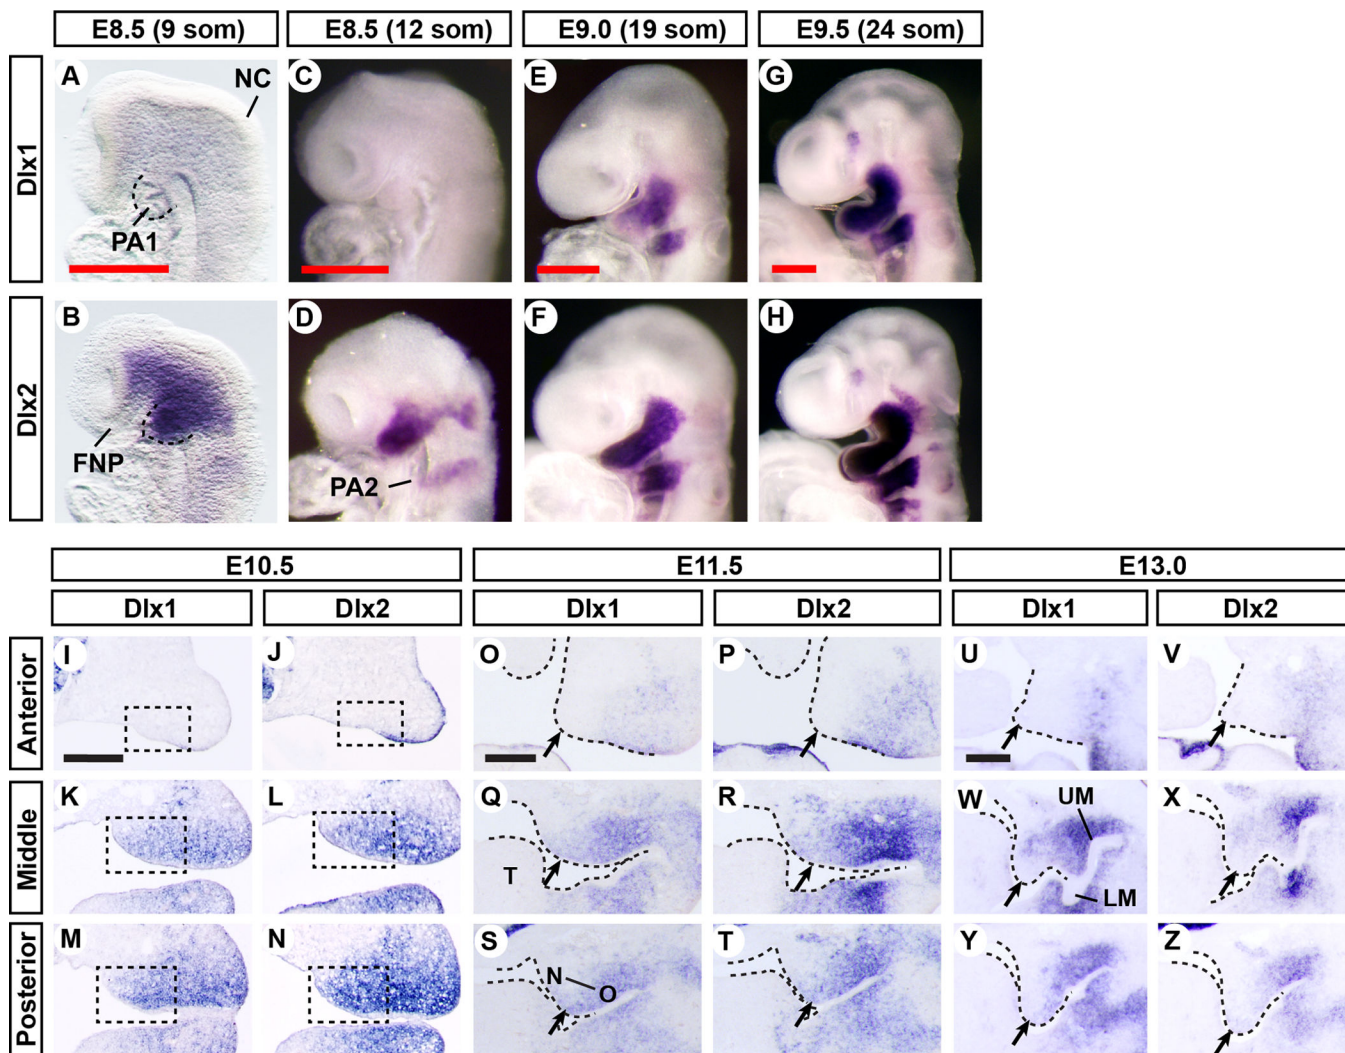 E8.5 (9 som) E8.5 (12 som) E9.0 (19 som) E9.5 (24 som)
Dlx1
A NC C E G
PA1
Dlx2
B D F H
FNP PA2
E10.5 E11.5 E13.0
Dlx1 Dlx2 Dlx1 Dlx2 Dlx1 Dlx2
Anterior
I J O P U V
Middle
K L Q R W UM X
T LM
Posterior
M N S T Y Z
N O